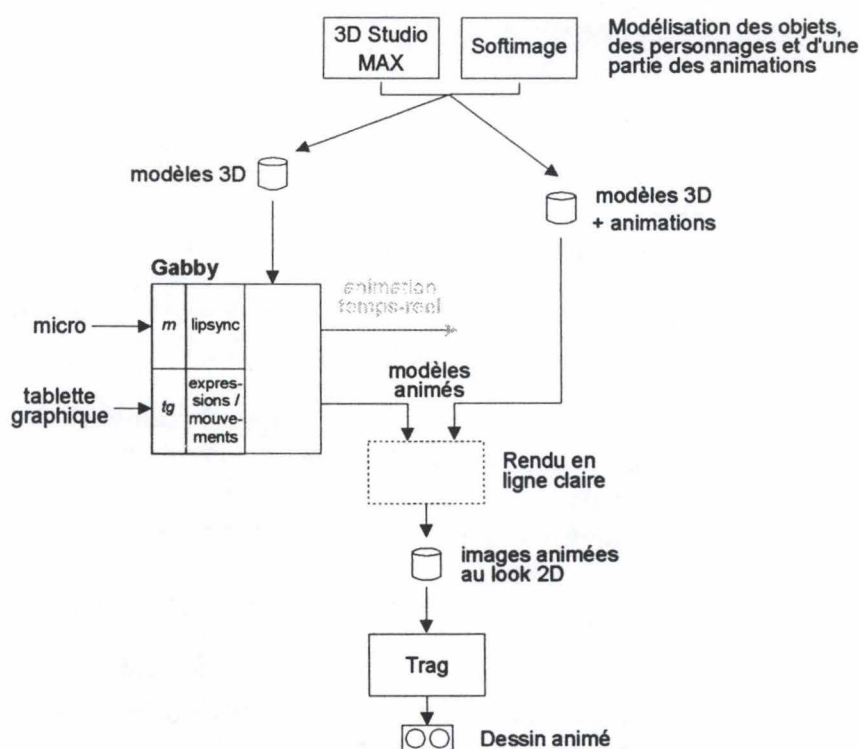 3D Studio
MAX
Softimage
Modélisation des objets,
des personnages et d'une
partie des animations
modèles 3D
modèles 3D
+ animations
Gabby
animation
temps-reel
micro
m
lipsync
modèles
animés
tablette
graphique
tg
expres-
sions /
mouve-
ments
Rendu en
ligne claire
images animées
au look 2D
Trag
Dessin animé